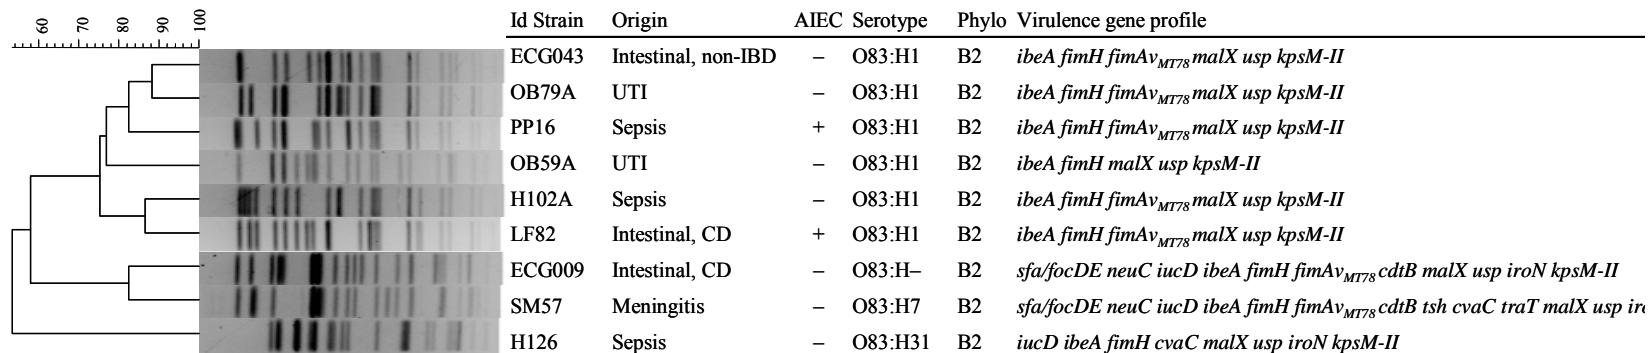 60 70 80 90 100 Id Strain Origin AIEC Serotype Phylo Virulence gene profile
ECG043 Intestinal, non-IBD – O83:H1 B2 ibeA fimH fimAvMT78 malX usp kpsM-II
OB79A UTI – O83:H1 B2 ibeA fimH fimAvMT78 malX usp kpsM-II
PP16 Sepsis + O83:H1 B2 ibeA fimH fimAvMT78 malX usp kpsM-II
OB59A UTI – O83:H1 B2 ibeA fimH malX usp kpsM-II
H102A Sepsis – O83:H1 B2 ibeA fimH fimAvMT78 malX usp kpsM-II
LF82 Intestinal, CD + O83:H1 B2 ibeA fimH fimAvMT78 malX usp kpsM-II
ECG009 Intestinal, CD – O83:H– B2 sfa/focDE neuC iucD ibeA fimH fimAvMT78 cdtB malX usp iroN kpsM-II
SM57 Meningitis – O83:H7 B2 sfa/focDE neuC iucD ibeA fimH fimAvMT78 cdtB tsh cvaC traT malX usp
H126 Sepsis – O83:H31 B2 iucD ibeA fimH cvaC malX usp iroN kpsM-II